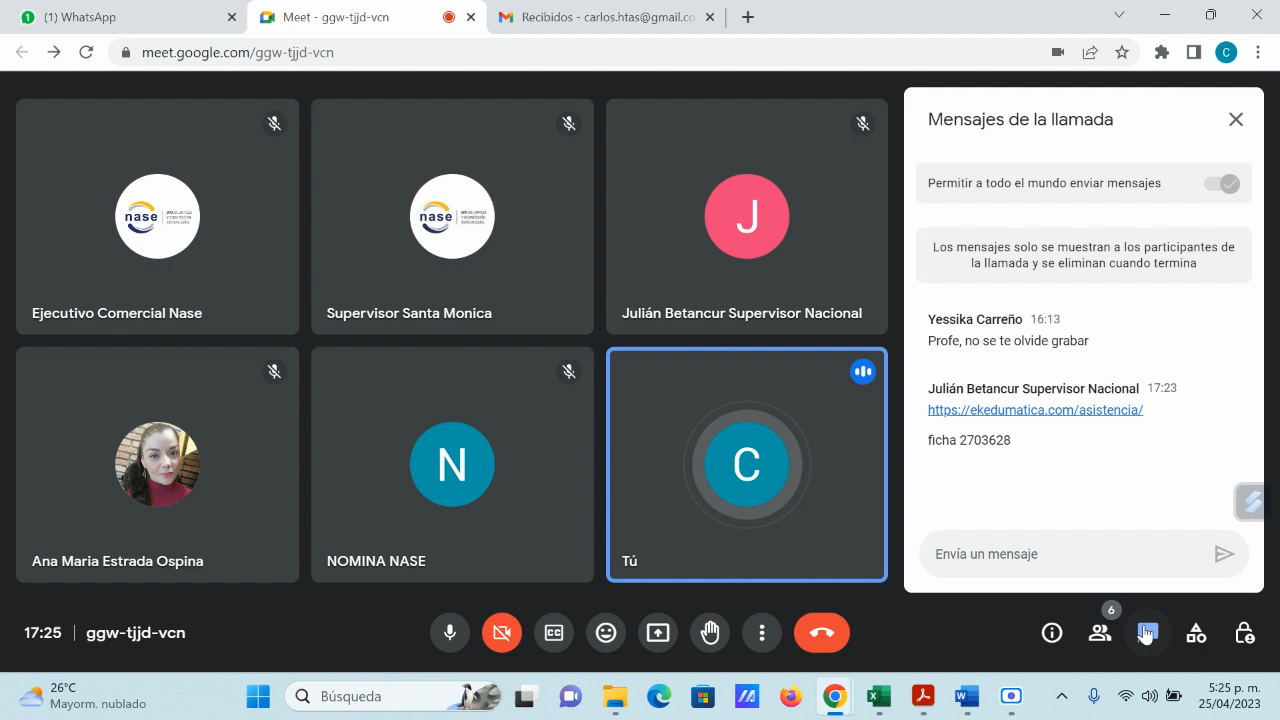 (1) WhatsApp
Meet - ggw-tjjd-vcn
Recibidos - carlos.htas@gmail.co
meet.google.com/ggw-tjjd-vcn
C
nase
Ejecutivo Comercial Nase
nase
Supervisor Santa Monica
J
Julián Betancur Supervisor Nacional
Ana Maria Estrada Ospina
N
NOMINA NASE
C
Tú
Mensajes de la llamada
Permitir a todo el mundo enviar mensajes
Los mensajes solo se muestran a los participantes de
la llamada y se eliminan cuando termina
Yessika Carreño 16:13
Profe, no se te olvide grabar
Julián Betancur Supervisor Nacional 17:23
https://ekedumatica.com/asistencia/
ficha 2703628
Envía un mensaje
17:25 | ggw-tjjd-vcn
6
26°C
Mayorm. nublado
Búsqueda
5:25 p. m.
25/04/2023